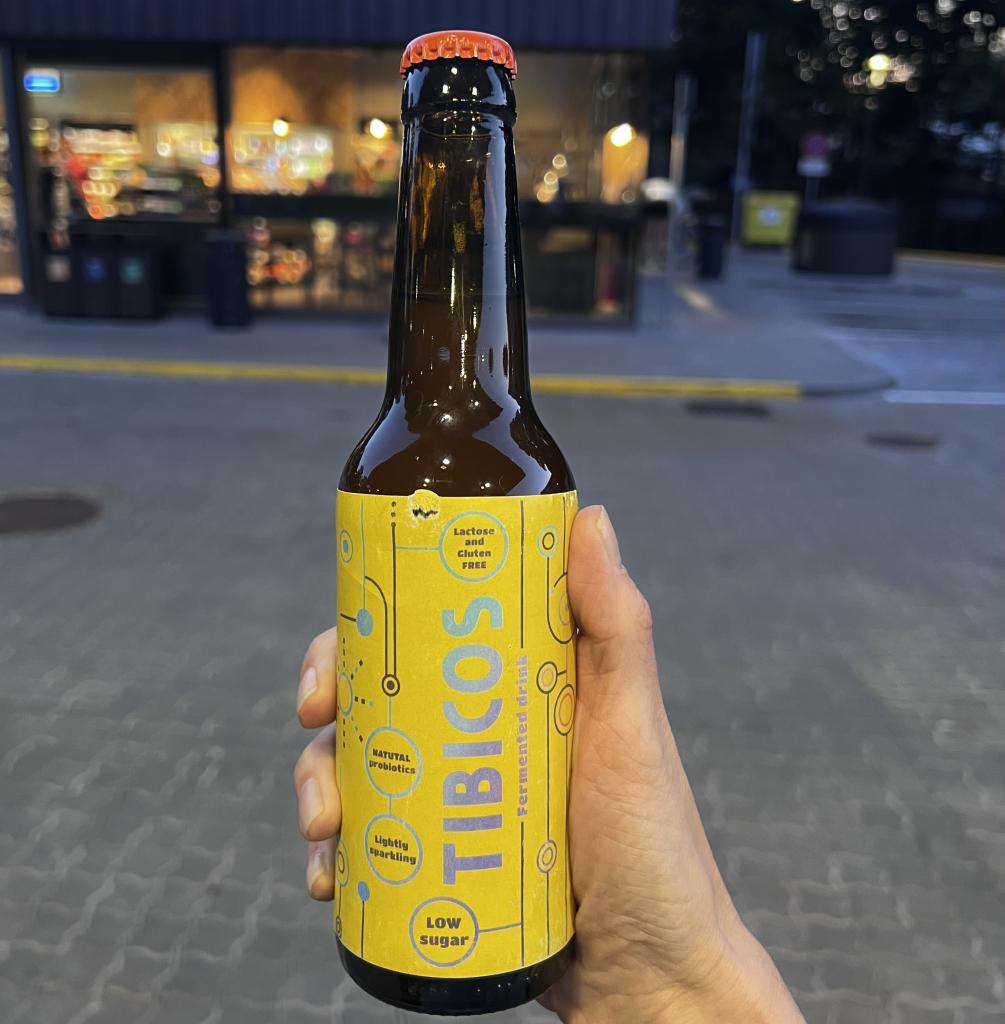 Lactose
and
Gluten
FREE
TIBICOS
Fermented drink
NATUTAL
probiotics
Lightly
sparkling
LOW
sugar